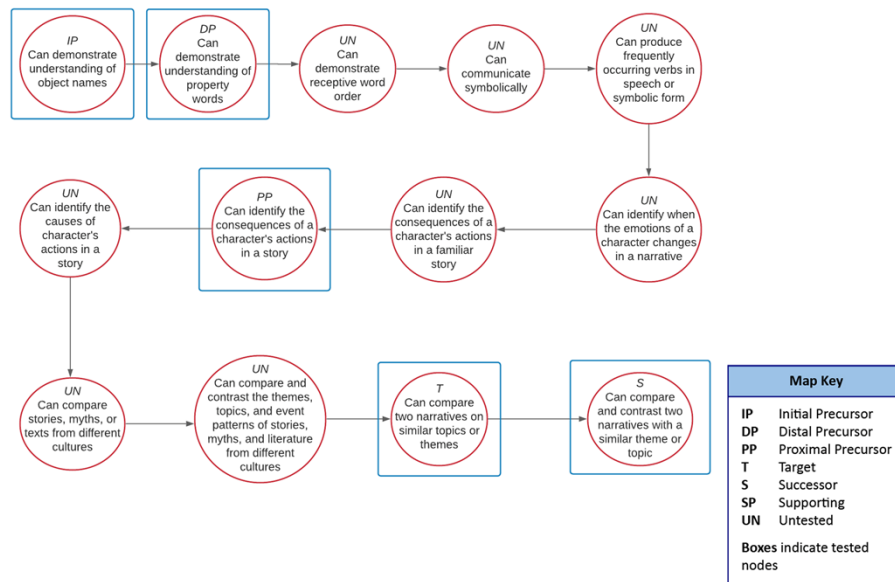 IP
Can demonstrate
understanding of
object names
DP
Can
demonstrate
understanding of
property
words
UN
Can
demonstrate
receptive word
order
UN
Can
communicate
symbolically
UN
Can produce
frequently
occurring verbs in
speech or
symbolic form
UN
Can identify the
causes of
character's
actions in a
story
PP
Can identify the
consequences of a
character's actions
in a story
UN
Can identify the
consequences of a
character's actions
in a familiar
story
UN
Can identify when
the emotions of a
character changes
in a narrative
UN
Can compare
stories, myths, or
texts from different
cultures
UN
Can compare and
contrast the themes,
topics, and event
patterns of stories,
myths, and literature
from different
cultures
T
Can compare
two narratives on
similar topics or
themes
S
Can compare
and contrast two
narratives with a
similar theme or
topic
Map Key
IP Initial Precursor
DP Distal Precursor
PP Proximal Precursor
T Target
S Successor
SP Supporting
UN Untested
Boxes indicate tested
nodes